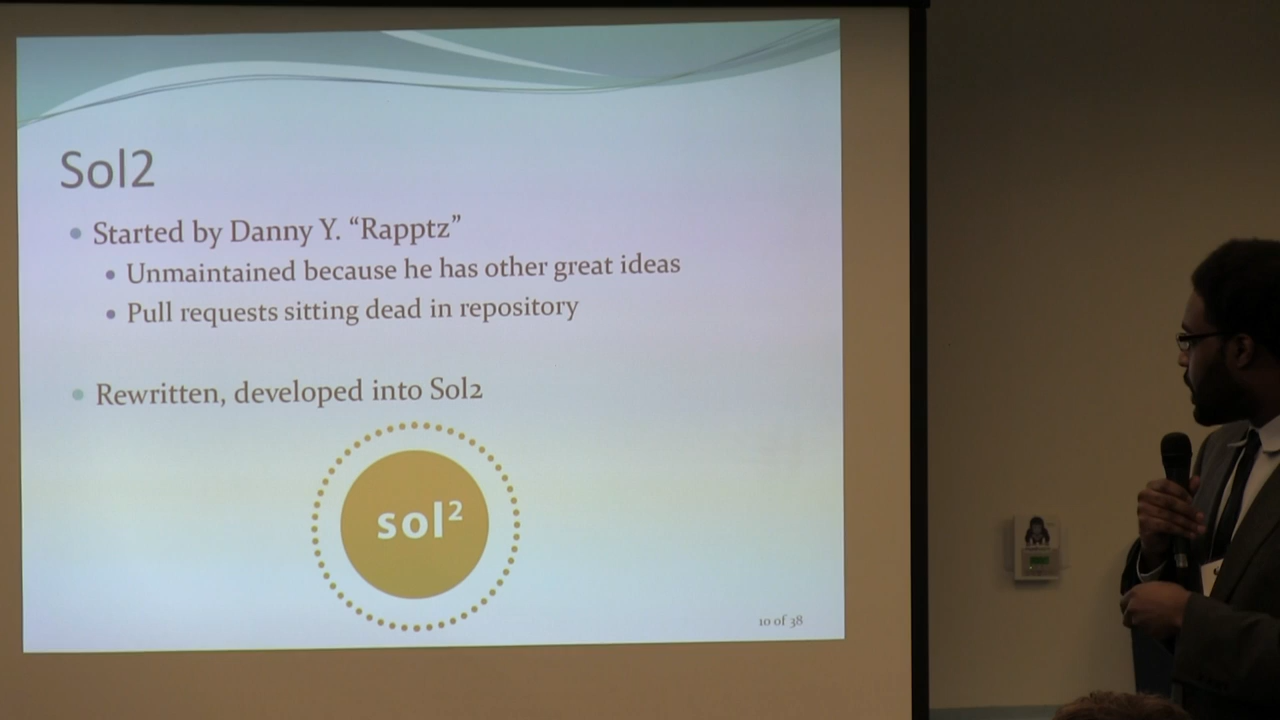 Sol2
Started by Danny Y. “Rapptz”
Unmaintained because he has other great ideas
Pull requests sitting dead in repository
Rewritten, developed into Sol2
sol²
10 of 38